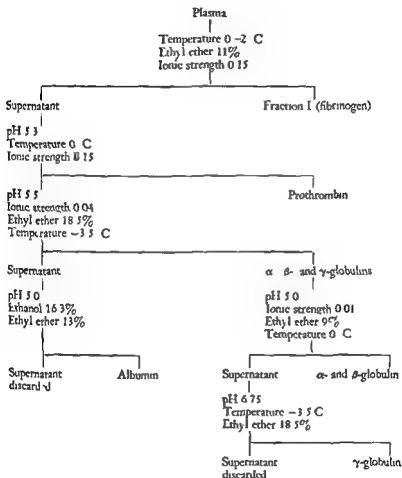 Plasma
Temperature 0 -2 C
Ethyl ether 11%
Ionic strength 0 15
Supernatant
Fraction I (fibrinogen)
pH 5 3
Temperature 0 C
Ionic strength 15
Prothrombin
pH 5 5
Ionic strength 0 04
Ethyl ether 18 5%
Temperature −3 5 C
Supernatant
α β- and γ-globulins
pH 5 0
Ethanol 16 3%
Ethyl ether 13%
pH 5 0
Ionic strength 0 01
Ethyl ether 9%
Temperature 0 C
Supernatant
discarded
Albumin
Supernatant
α- and β-globulin
pH 6 75
Temperature −3 5 C
Ethyl ether 18 5%
Supernatant
discarded
γ-globulin